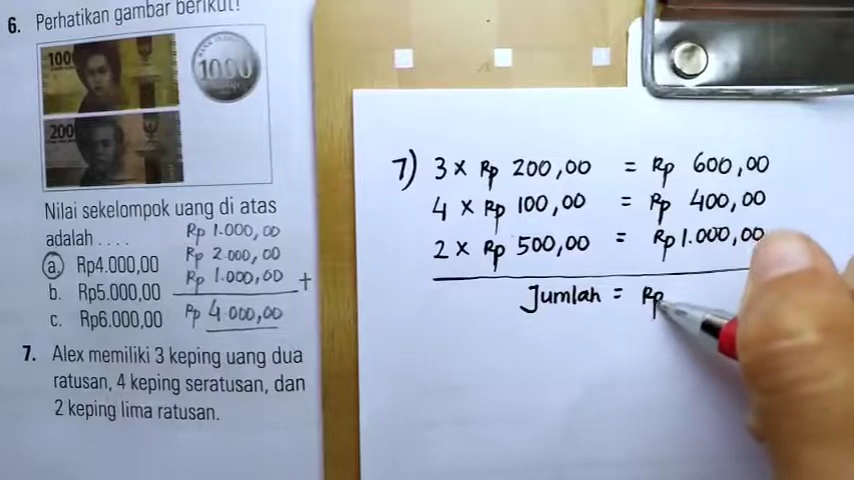 6. Perhatikan gambar berikut!
100
200
BANK INDONESIA
1000
Nilai sekelompok uang di atas
adalah . . . .
Rp 1.000,00
Rp 2.000,00
Rp 1.000,00 +
Rp 4.000,00
a. Rp4.000,00
b. Rp5.000,00
c. Rp6.000,00
7. Alex memiliki 3 keping uang dua
ratusan, 4 keping seratusan, dan
2 keping lima ratusan.
7) 3 × Rp 200,00 = Rp 600,00
4 × Rp 100,00 = Rp 400,00
2 × Rp 500,00 = Rp 1.000,00
Jumlah = Rp